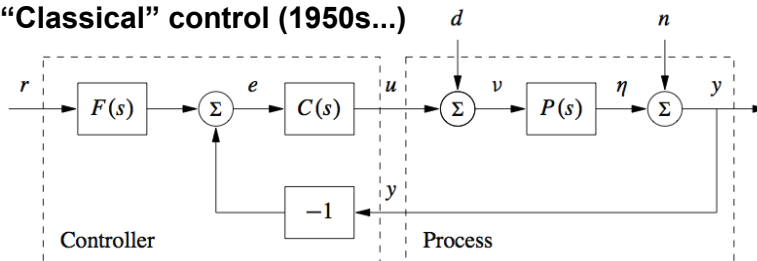 “Classical” control (1950s...)
d
n
r
F(s)
Σ
e
C(s)
u
Σ
ν
P(s)
η
Σ
y
−1
y
Controller
Process